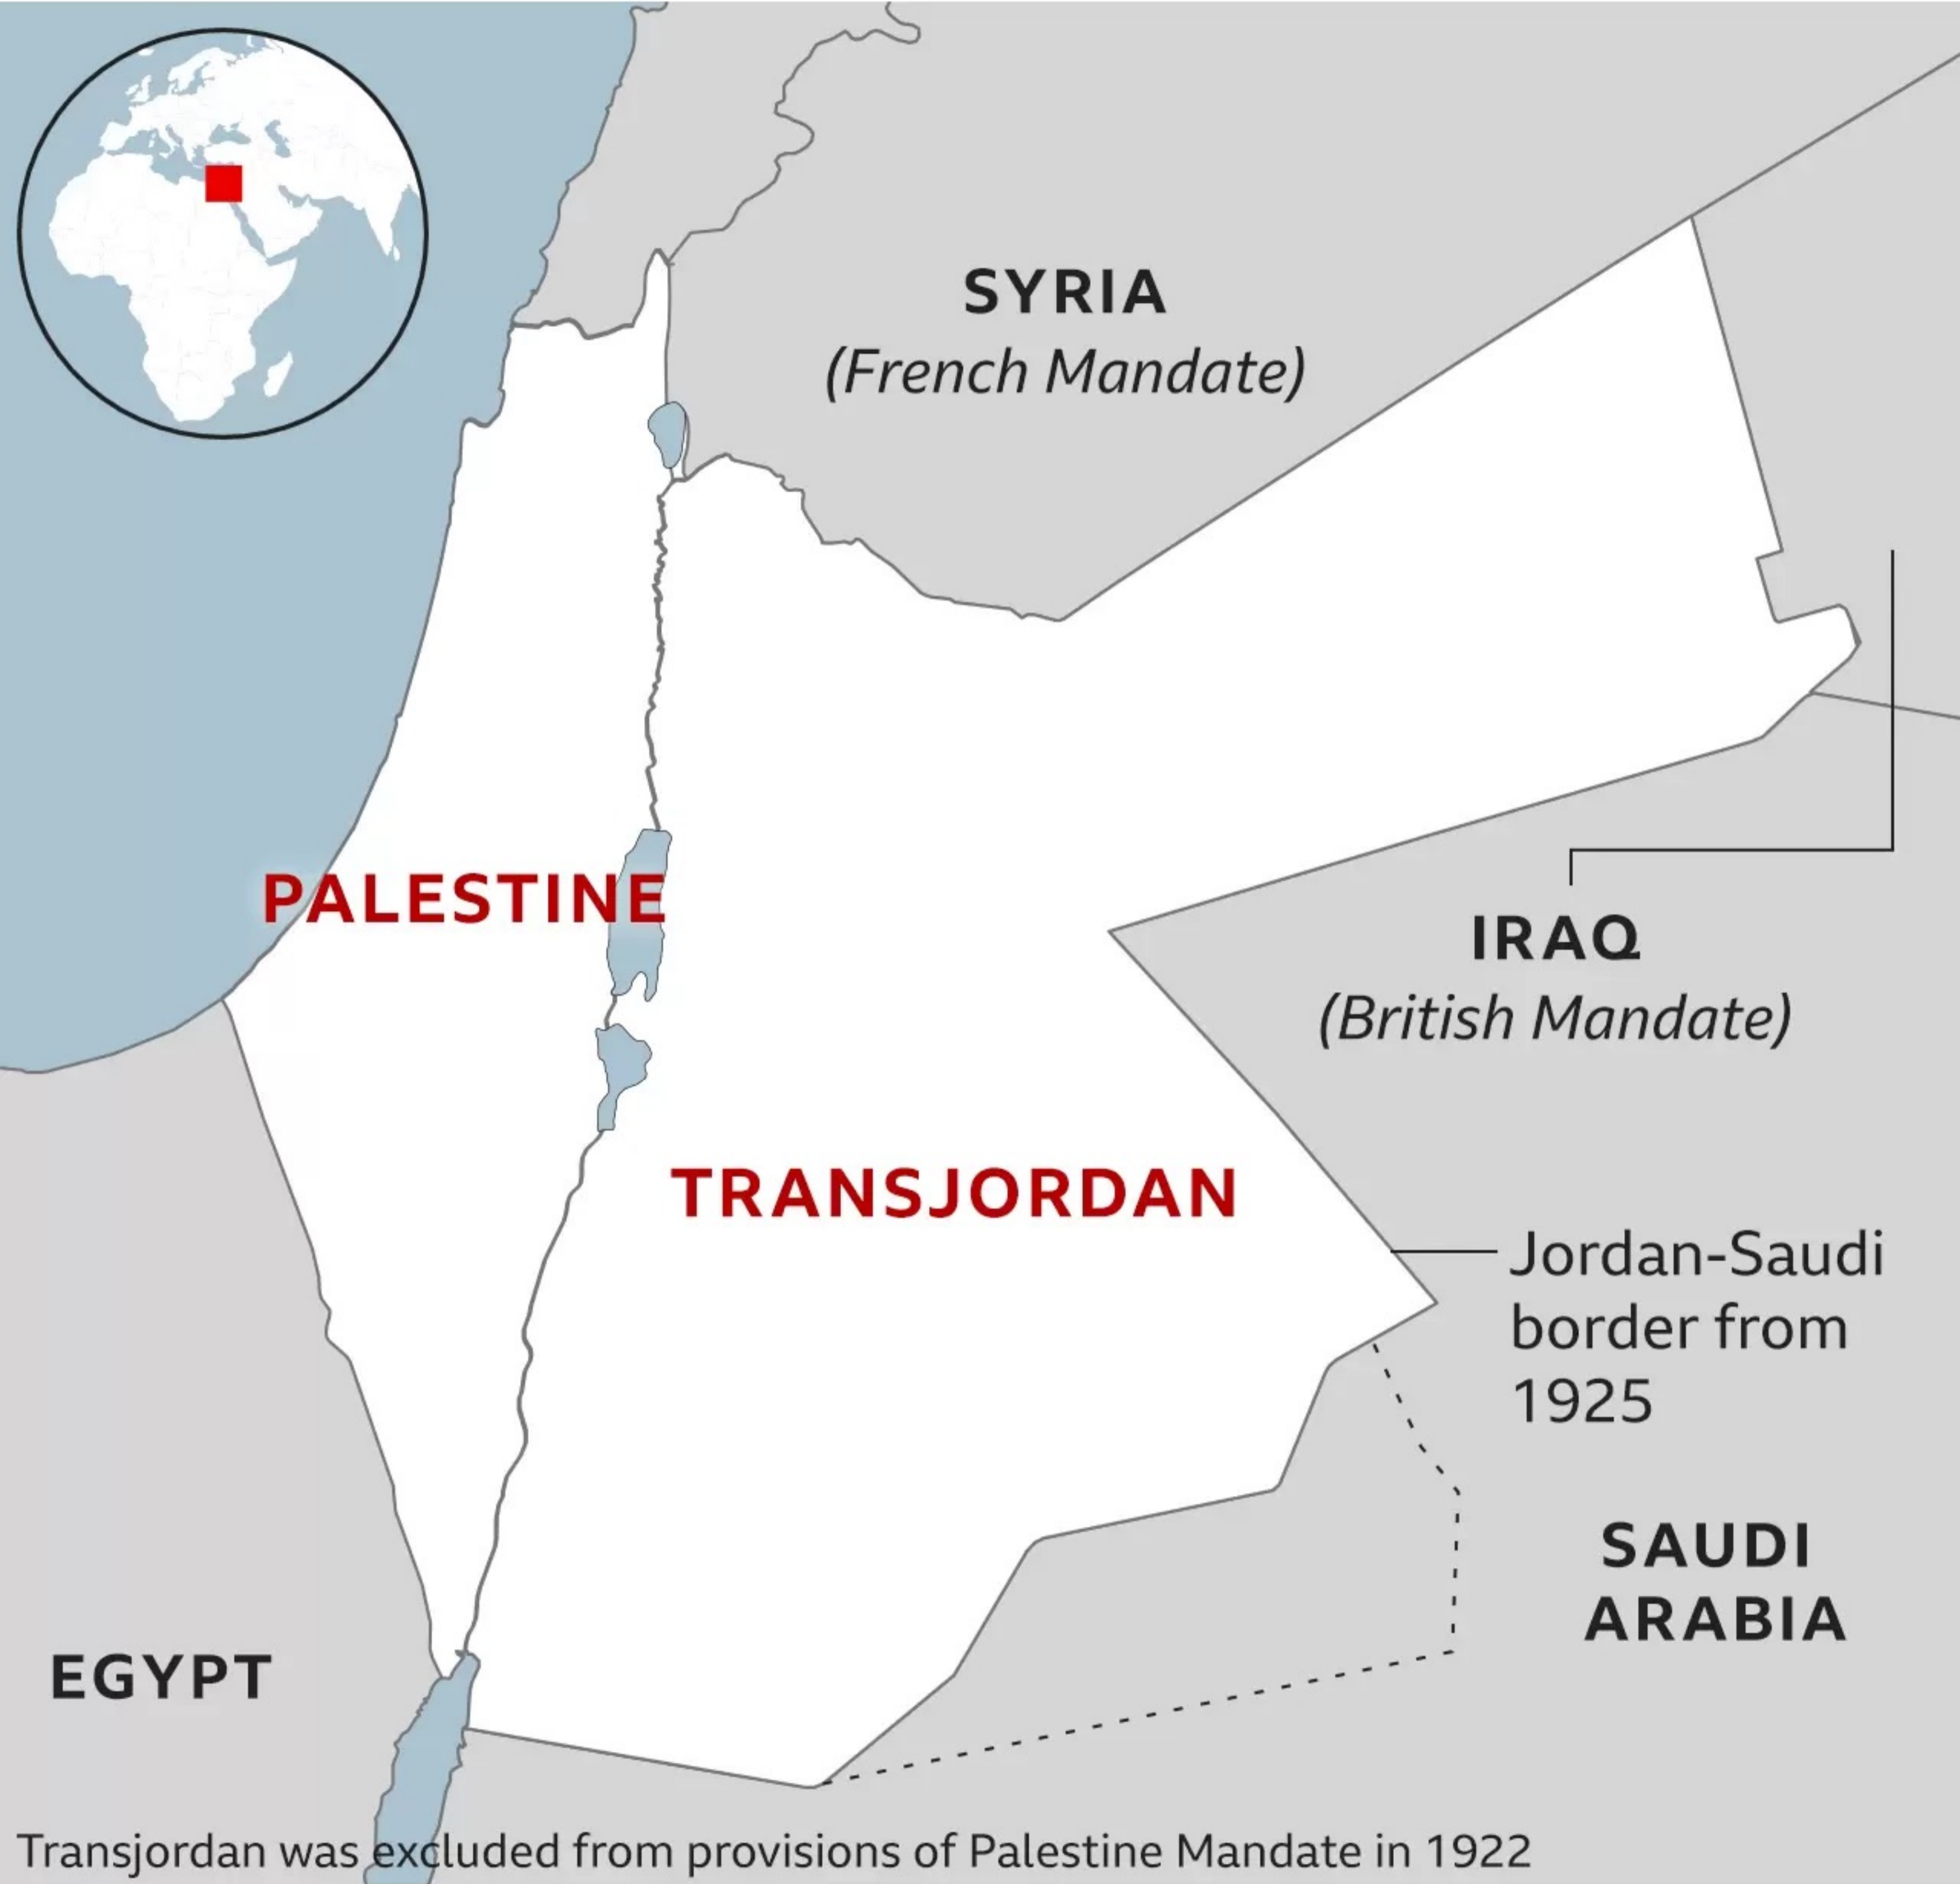 SYRIA
(French Mandate)
PALESTINE
IRAQ
(British Mandate)
TRANSJORDAN
Jordan-Saudi
border from
1925
SAUDI
ARABIA
EGYPT
Transjordan was excluded from provisions of Palestine Mandate in 1922